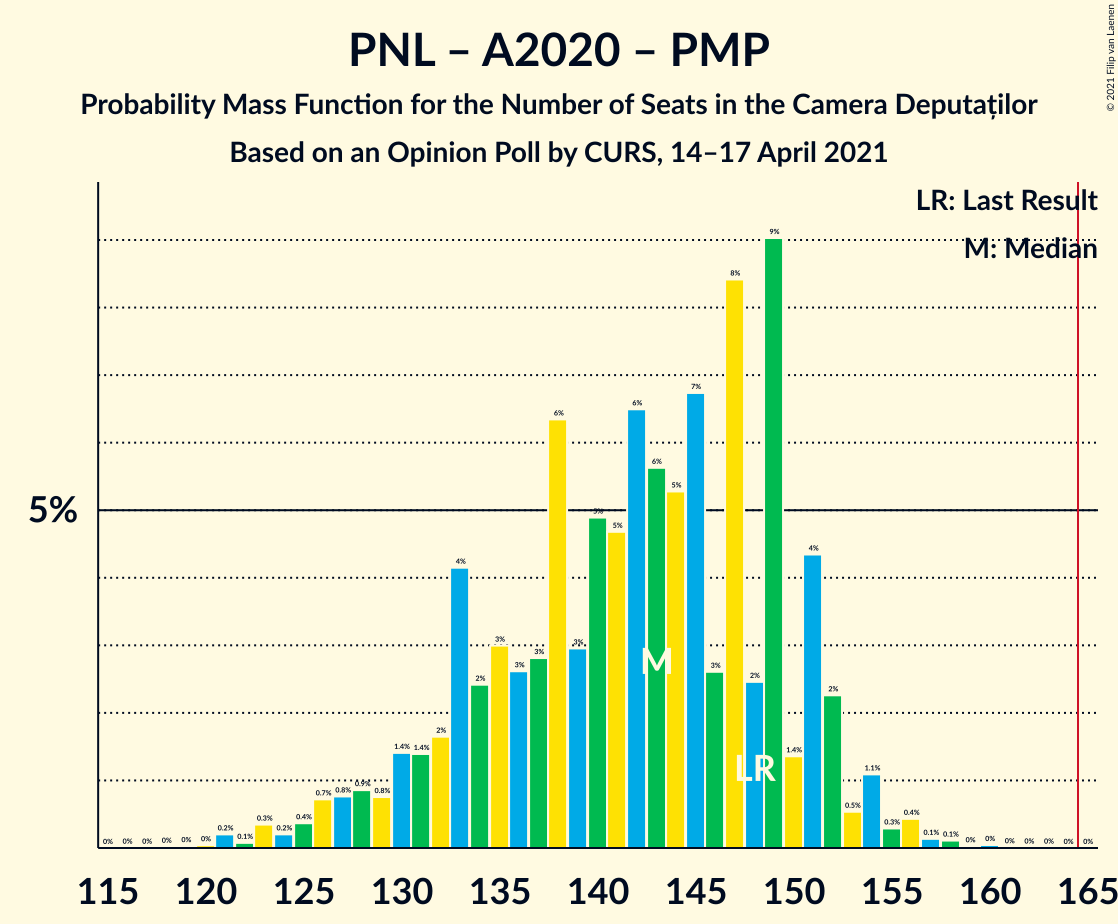 PNL – A2020 – PMP
Probability Mass Function for the Number of Seats in the Camera Deputaților
Based on an Opinion Poll by CURS, 14–17 April 2021
© 2021 Filip van Laenen
LR: Last Result
M: Median
5%
0% 0% 0% 0% 0% 0% 0.2% 0.1% 0.3% 0.2% 0.4% 0.7% 0.8% 0.9% 0.8% 1.4% 1.4% 2% 4% 2% 3% 3% 3% 6% 3% 5% 5% 6% 6% 5% 7% 3% 8% 2% 9% 1.4% 4% 2% 0.5% 1.1% 0.3% 0.4% 0.1% 0.1% 0% 0% 0% 0% 0% 0% 0%
M
LR
115 120 125 130 135 140 145 150 155 160 165